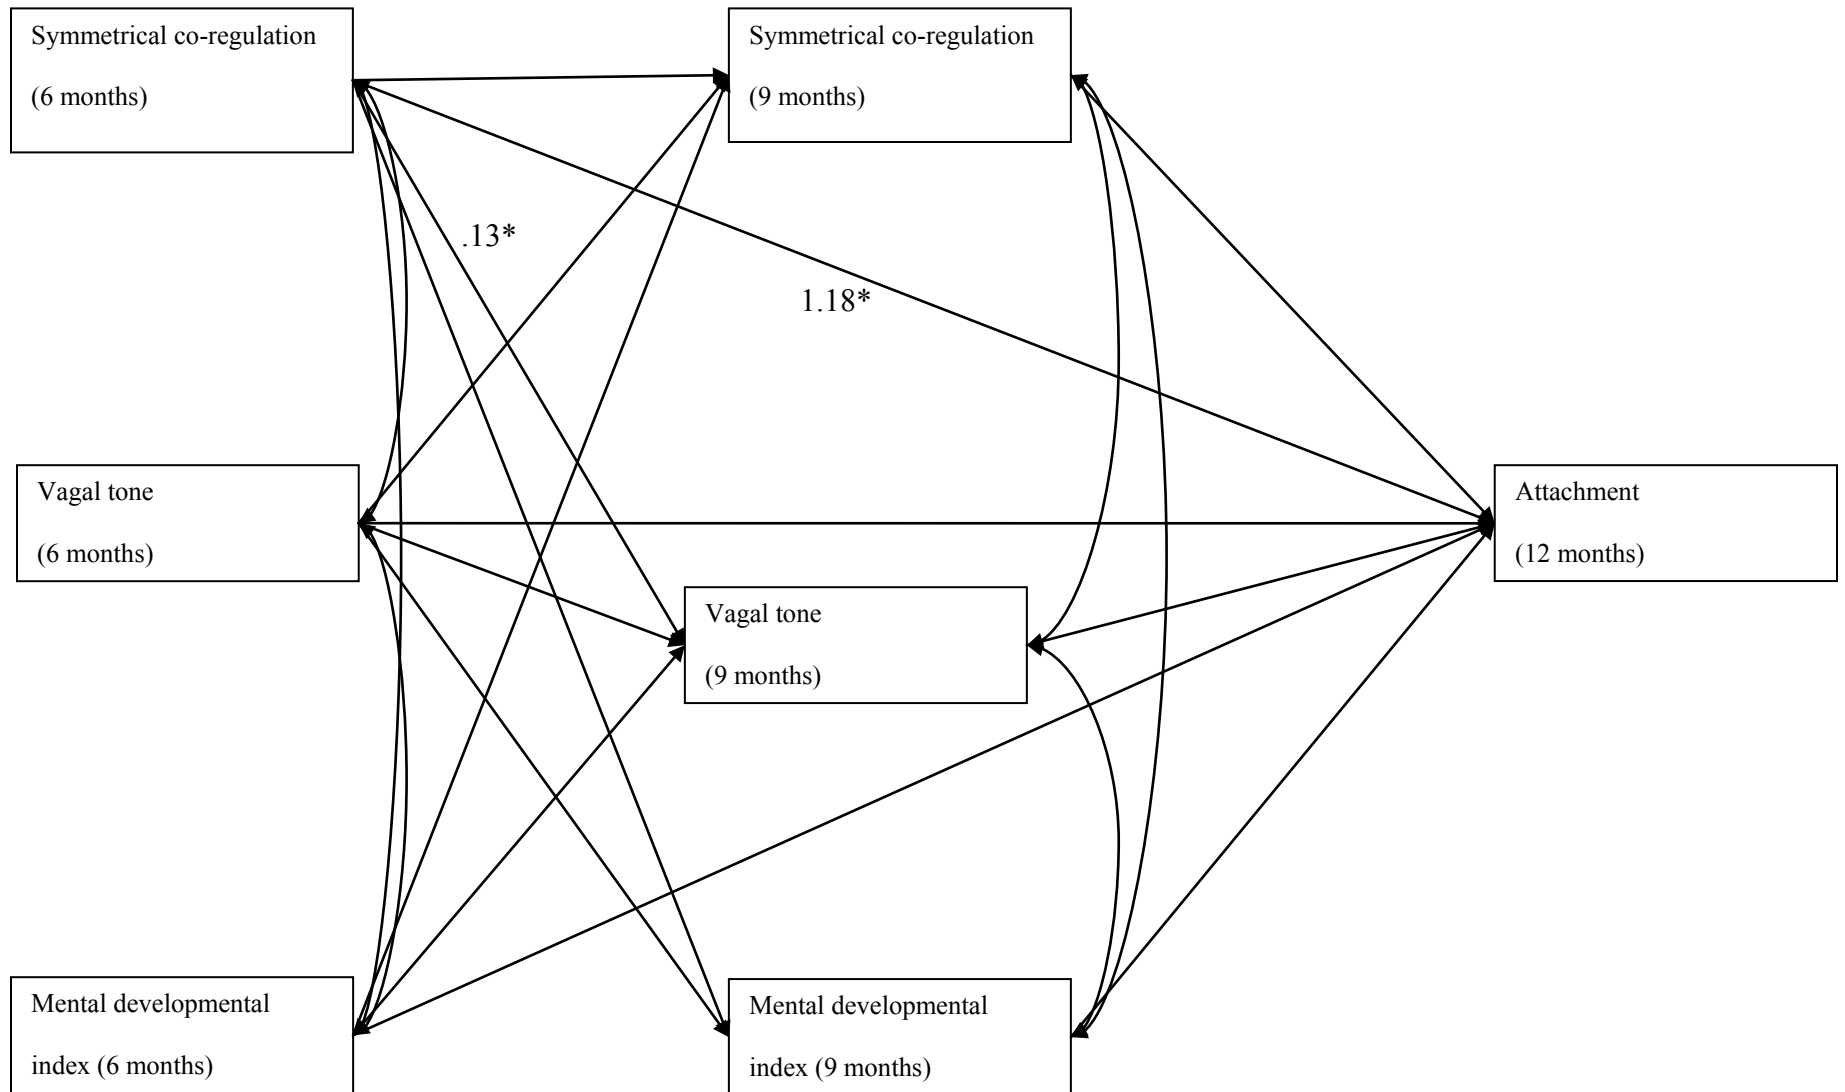 Symmetrical co-regulation
(6 months)
Symmetrical co-regulation
(9 months)
.13*
1.18*
Vagal tone
(6 months)
Attachment
(12 months)
Vagal tone
(9 months)
Mental developmental
index (6 months)
Mental developmental
index (9 months)